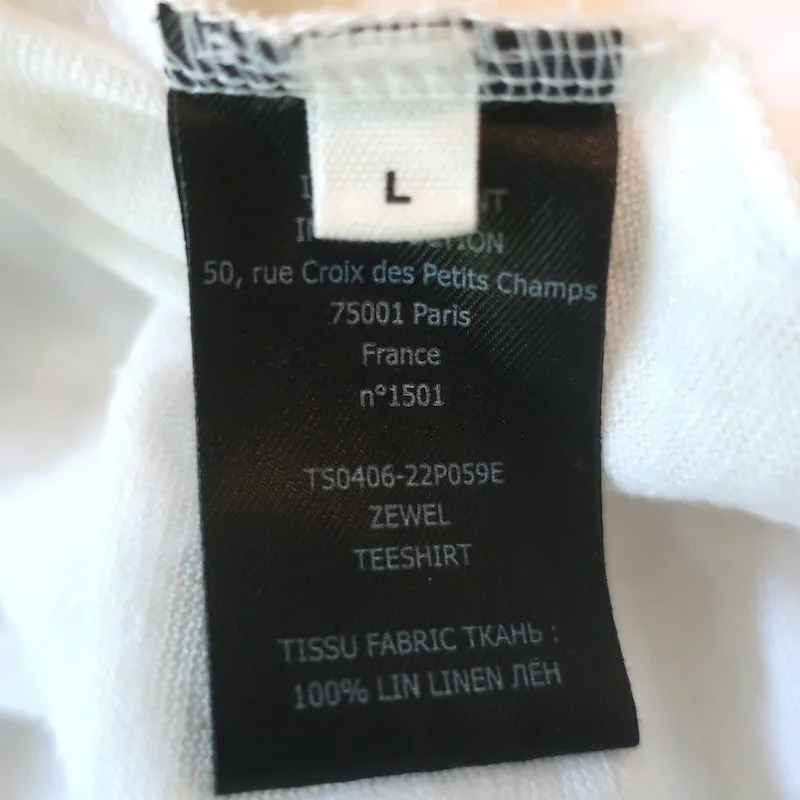 L
50, rue Croix des Petits Champs
75001 Paris
France
n°1501
TS0406-22P059E
ZEWEL
TEESHIRT
TISSU FABRIC ТКАНЬ :
100% LIN LINEN ЛЁН